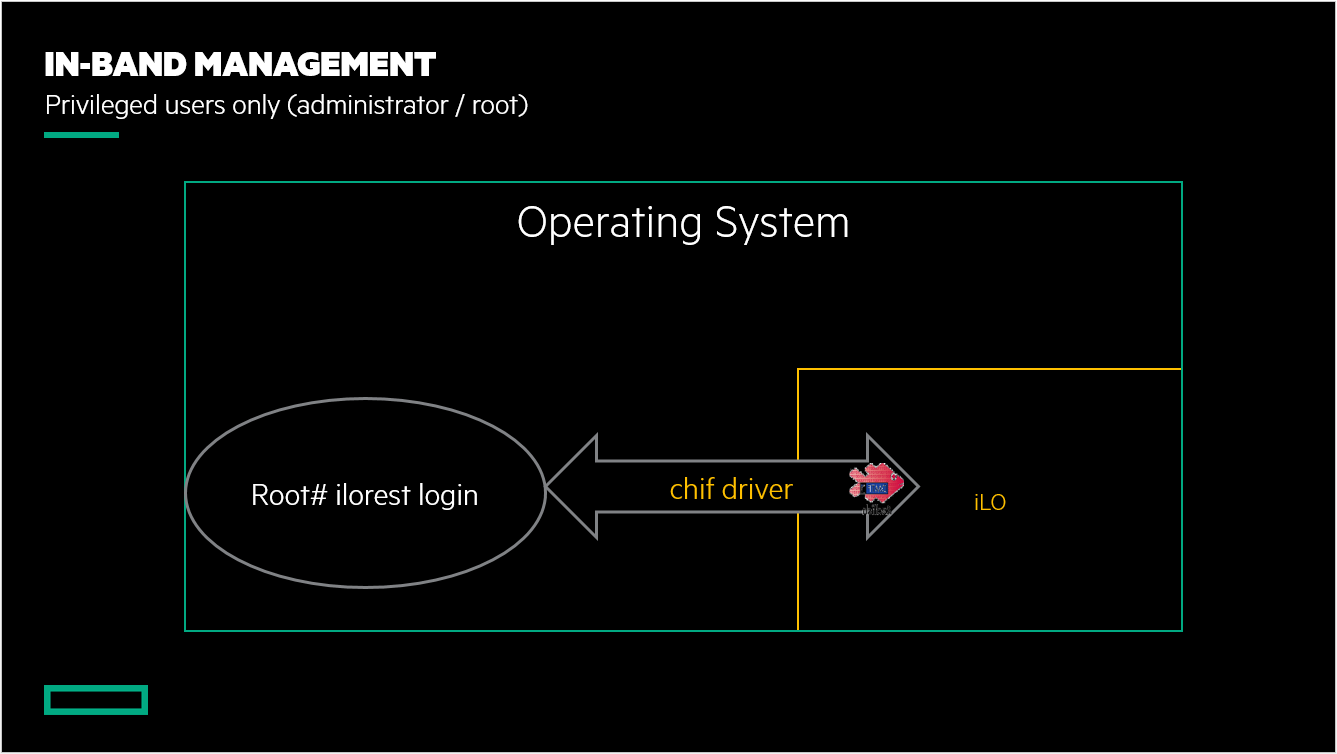 IN-BAND MANAGEMENT
Privileged users only (administrator / root)
Operating System
Root# ilorest login
chif driver
iLO